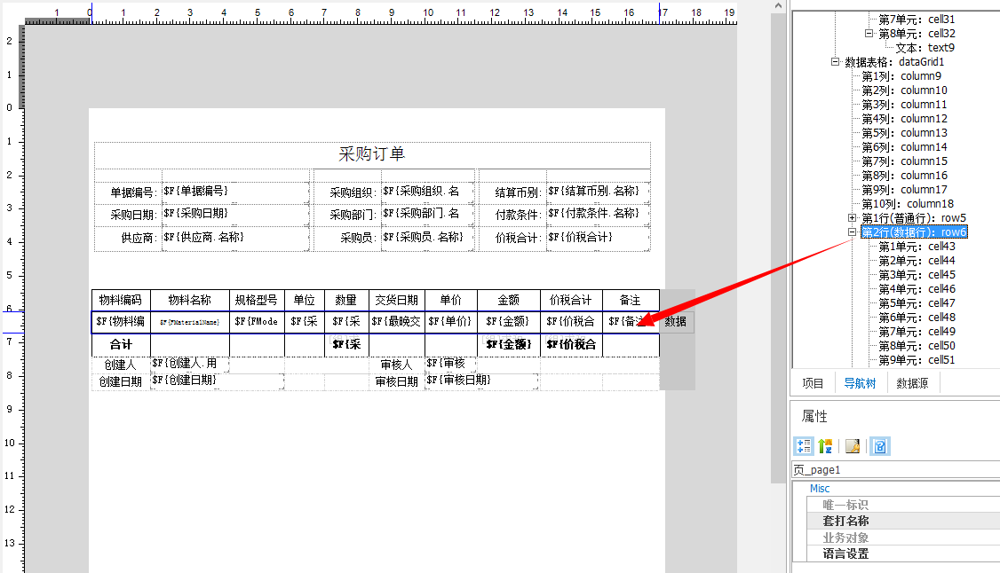 1 0 1 2 3 4 5 6 7 8 9 10 11 12 13 14 15 16 17 18 19
2
1
0
1
2
3
4
5
6
7
8
9
10
11
12
13
采购订单
单据编号: $F{单据编号} 采购组织: $F{采购组织.名 结算币别: $F{结算币别.名称}
采购日期: $F{采购日期} 采购部门: $F{采购部门.名 付款条件: $F{付款条件.名称}
供应商: $F{供应商.名称} 采购员: $F{采购员.名称} 价税合计: $F{价税合计}
物料编码 物料名称 规格型号 单位 数量 交货日期 单价 金额 价税合计 备注
$F{物料编 $F{FMaterialName} $F{FMode $F{采 $F{采 $F{最晚交 $F{单价} $F{金额} $F{价税合 $F{备注 数据
合计 $F{采 $F{金额} $F{价税合
创建人 $F{创建人.用 审核人 $F{审核
创建日期 $F{创建日期} 审核日期 $F{审核日期}
第7单元: cell31
第8单元: cell32
文本: text9
数据表格: dataGrid1
第1列: column9
第2列: column10
第3列: column11
第4列: column12
第5列: column13
第6列: column14
第7列: column15
第8列: column16
第9列: column17
第10列: column18
第1行(普通行): row5
第2行(数据行): row6
第1单元: cell43
第2单元: cell44
第3单元: cell45
第4单元: cell46
第5单元: cell47
第6单元: cell48
第7单元: cell49
第8单元: cell50
第9单元: cell51
项目 导航树 数据源
属性
页_page1
Misc
唯一标识
套打名称
业务对象
语言设置